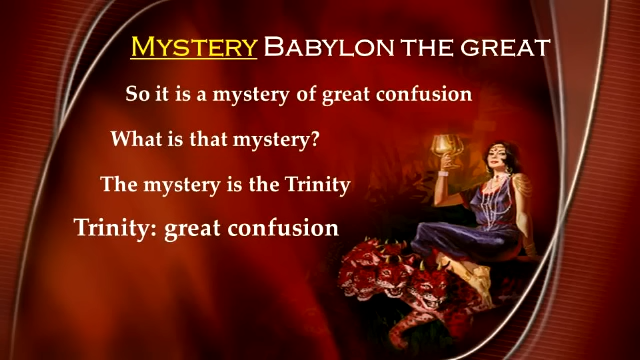 Mystery Babylon the great
So it is a mystery of great confusion
What is that mystery?
The mystery is the Trinity
Trinity: great confusion